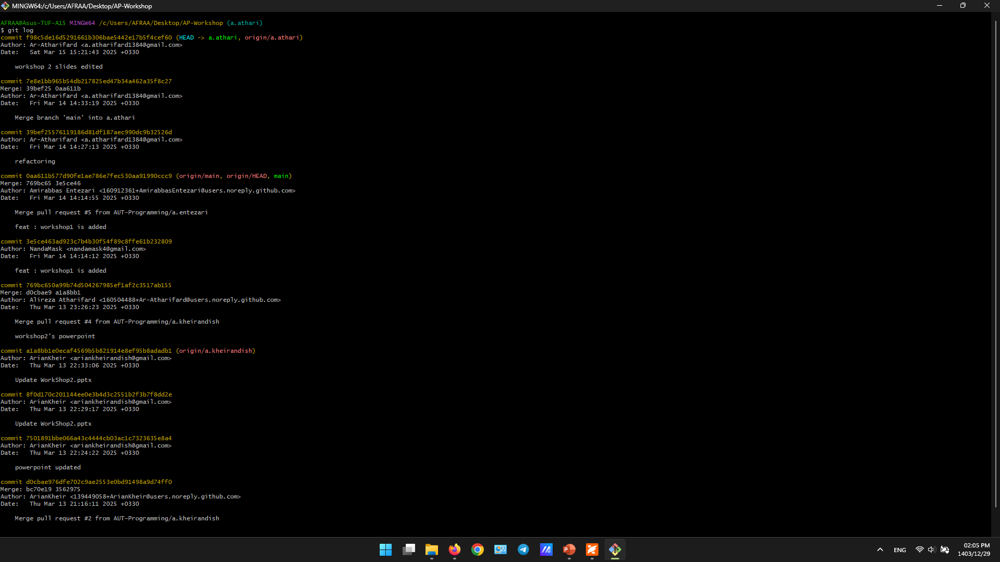 MINGW64:/c/Users/AFRAA/Desktop/AP-Workshop
AFRAA@Asus-TUF-A15 MINGW64 /c/Users/AFRAA/Desktop/AP-Workshop (a.athari)
$ git log
commit f98c5de16d5291661b306bae5442e17b5f4cef60 (HEAD -> a.athari, origin/a.athari)
Author: Ar-Atharifard <a.atharifard1384@gmail.com>
Date:   Sat Mar 15 15:21:43 2025 +0330
workshop 2 slides edited
commit 7e8e1bb965b54db217825ed47b34a462a35f8c27
Merge: 39bef25 0aa611b
Author: Ar-Atharifard <a.atharifard1384@gmail.com>
Date:   Fri Mar 14 14:33:19 2025 +0330
Merge branch 'main' into a.athari
commit 39bef25576119186d81df187aec990dc9b32526d
Author: Ar-Atharifard <a.atharifard1384@gmail.com>
Date:   Fri Mar 14 14:27:13 2025 +0330
refactoring
commit 0aa611b577d90fe1ae786e7fec530aa91990ccc9 (origin/main, origin/HEAD, main)
Merge: 769bc65 3e5ce46
Author: Amirabbas Entezari <160912361+AmirabbasEntezari@users.noreply.github.com>
Date:   Fri Mar 14 14:14:55 2025 +0330
Merge pull request #5 from AUT-Programming/a.entezari
feat : workshop1 is added
commit 3e5ce463ad923c7b4b30f54f89c8ffe61b232809
Author: NandaMask <nandamask4@gmail.com>
Date:   Fri Mar 14 14:14:12 2025 +0330
feat : workshop1 is added
commit 769bc650a99b74d504267985ef1af2c3517ab155
Merge: d0cbae9 a1a8bb1
Author: Alireza Atharifard <160504488+Ar-Atharifard@users.noreply.github.com>
Date:   Thu Mar 13 23:26:23 2025 +0330
Merge pull request #4 from AUT-Programming/a.kheirandish
workshop2's powerpoint
commit a1a8bb1e0ecaf4569b5b821914e8ef95b8adadb1 (origin/a.kheirandish)
Author: ArianKheir <ariankheirandish@gmail.com>
Date:   Thu Mar 13 22:33:06 2025 +0330
Update WorkShop2.pptx
commit 8f0d170c201144ee0e3b4d3c2551b2f3b7f8dd2e
Author: ArianKheir <ariankheirandish@gmail.com>
Date:   Thu Mar 13 22:29:17 2025 +0330
Update WorkShop2.pptx
commit 7501891bbe066a43c4444cb03ac1c7323635e8a4
Author: ArianKheir <ariankheirandish@gmail.com>
Date:   Thu Mar 13 22:24:22 2025 +0330
powerpoint updated
commit d0cbae976dfe702c9ae2553e0bd91498a9d74ff0
Merge: bc70e19 3562975
Author: ArianKheir <139449058+ArianKheir@users.noreply.github.com>
Date:   Thu Mar 13 21:16:11 2025 +0330
Merge pull request #2 from AUT-Programming/a.kheirandish
ENG
02:05 PM
1403/12/29